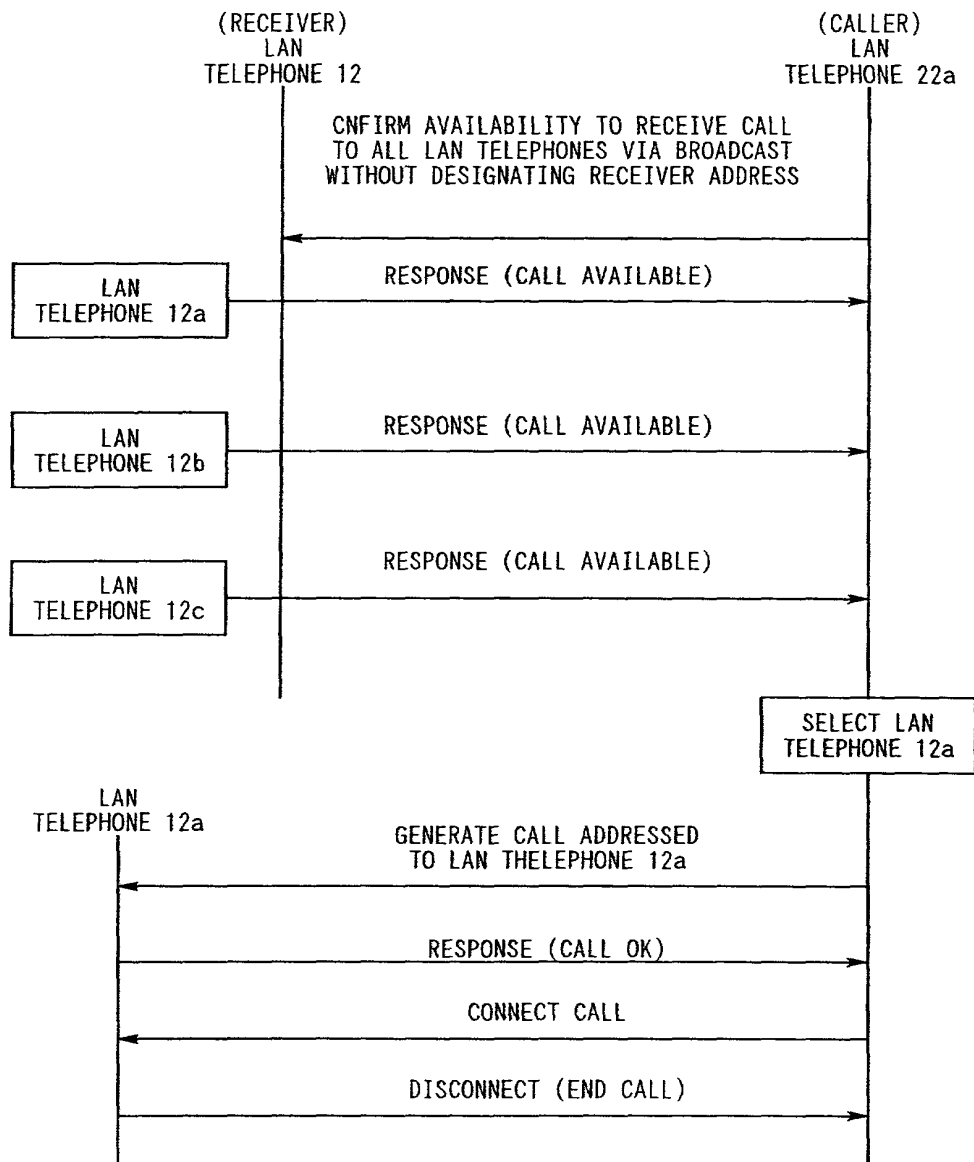 (RECEIVER)
LAN
TELEPHONE 12
(CALLER)
LAN
TELEPHONE 22a
CNFIRM AVAILABILITY TO RECEIVE CALL
TO ALL LAN TELEPHONES VIA BROADCAST
WITHOUT DESIGNATING RECEIVER ADDRESS
LAN
TELEPHONE 12a
RESPONSE (CALL AVAILABLE)
LAN
TELEPHONE 12b
RESPONSE (CALL AVAILABLE)
LAN
TELEPHONE 12c
RESPONSE (CALL AVAILABLE)
SELECT LAN
TELEPHONE 12a
LAN
TELEPHONE 12a
GENERATE CALL ADDRESSED
TO LAN THELEPHONE 12a
RESPONSE (CALL OK)
CONNECT CALL
DISCONNECT (END CALL)